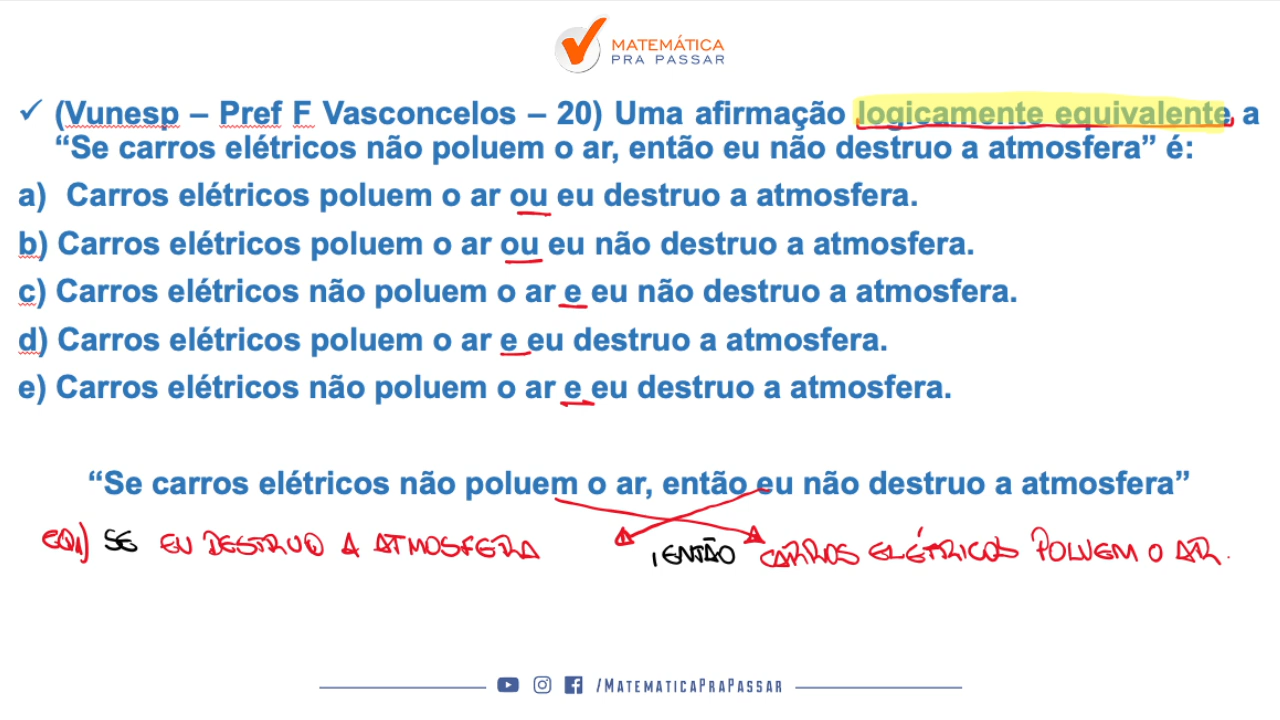 MATEMÁTICA
PRA PASSAR
✓ (Vunesp – Pref F Vasconcelos – 20) Uma afirmação logicamente equivalente a
“Se carros elétricos não poluem o ar, então eu não destruo a atmosfera” é:
a) Carros elétricos poluem o ar ou eu destruo a atmosfera.
b) Carros elétricos poluem o ar ou eu não destruo a atmosfera.
c) Carros elétricos não poluem o ar e eu não destruo a atmosfera.
d) Carros elétricos poluem o ar e eu destruo a atmosfera.
e) Carros elétricos não poluem o ar e eu destruo a atmosfera.
“Se carros elétricos não poluem o ar, então eu não destruo a atmosfera”
EQ1) SE EU DESTRUO A ATMOSFERA , ENTÃO CARROS ELÉTRICOS POLUEM O AR.
/MATEMATICAPRAPASSAR